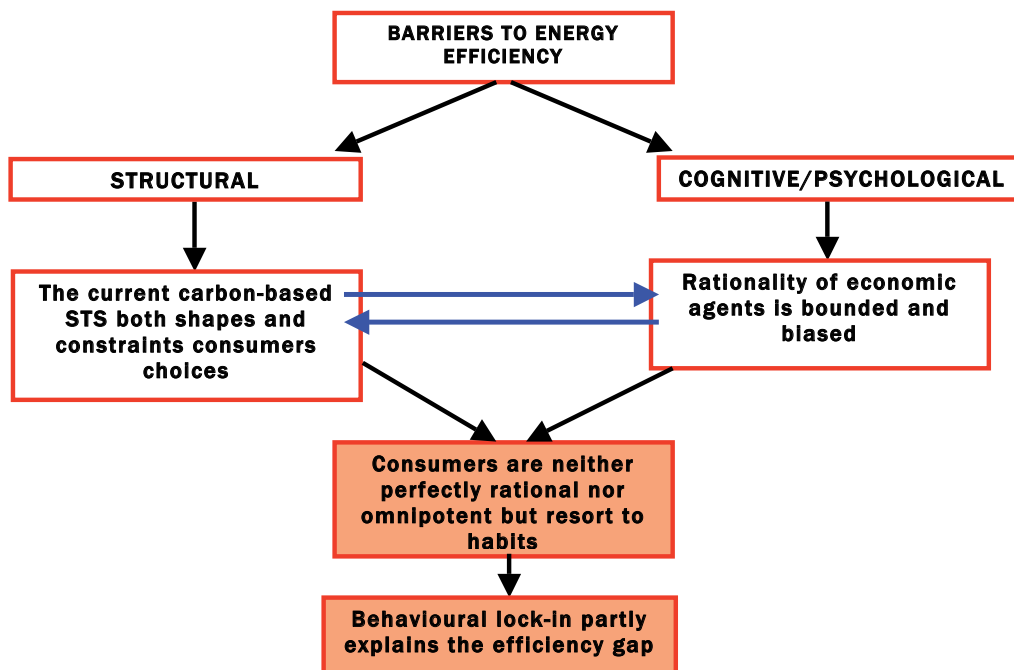 BARRIERS TO ENERGY
EFFICIENCY
STRUCTURAL
COGNITIVE/PSYCHOLOGICAL
The current carbon-based
STS both shapes and
constraints consumers
choices
Rationality of economic
agents is bounded and
biased
Consumers are neither
perfectly rational nor
omnipotent but resort to
habits
Behavioural lock-in partly
explains the efficiency gap